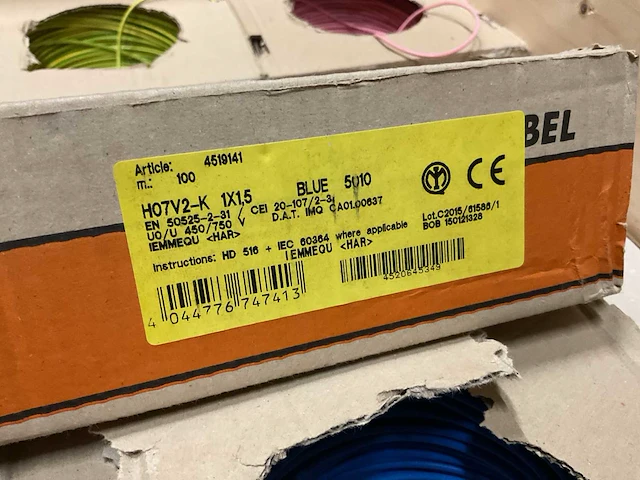 BEL
Article: 4519141
m.: 100
H07V2-K 1X1,5 BLUE 5010
EN 50525-2-31 / CEI 20-107/2-31
U0/U 450/750 V D.A.T. IMQ CA01.00637
IEMMEQU <HAR>
Lot.C2015/61586/1
BOB 150121328
Instructions: HD 516 + IEC 60364 where applicable
IEMMEQU <HAR>
CE
4520645349
4 044776 747413